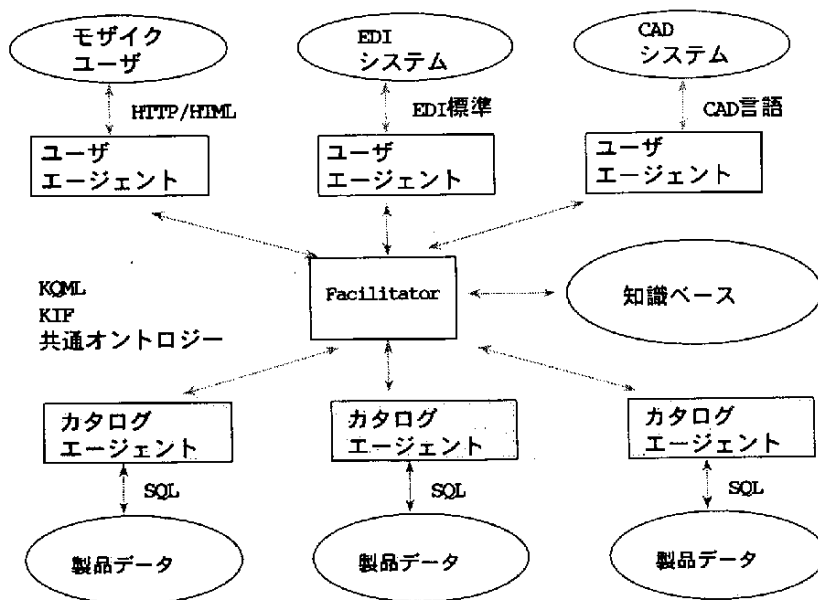 モザイク
ユーザ
EDI
システム
CAD
システム
HTTP/HTML
EDI標準
CAD言語
ユーザ
エージェント
ユーザ
エージェント
ユーザ
エージェント
KQML
KIF
共通オントロジー
Facilitator
知識ベース
カタログ
エージェント
カタログ
エージェント
カタログ
エージェント
SQL
SQL
SQL
製品データ
製品データ
製品データ